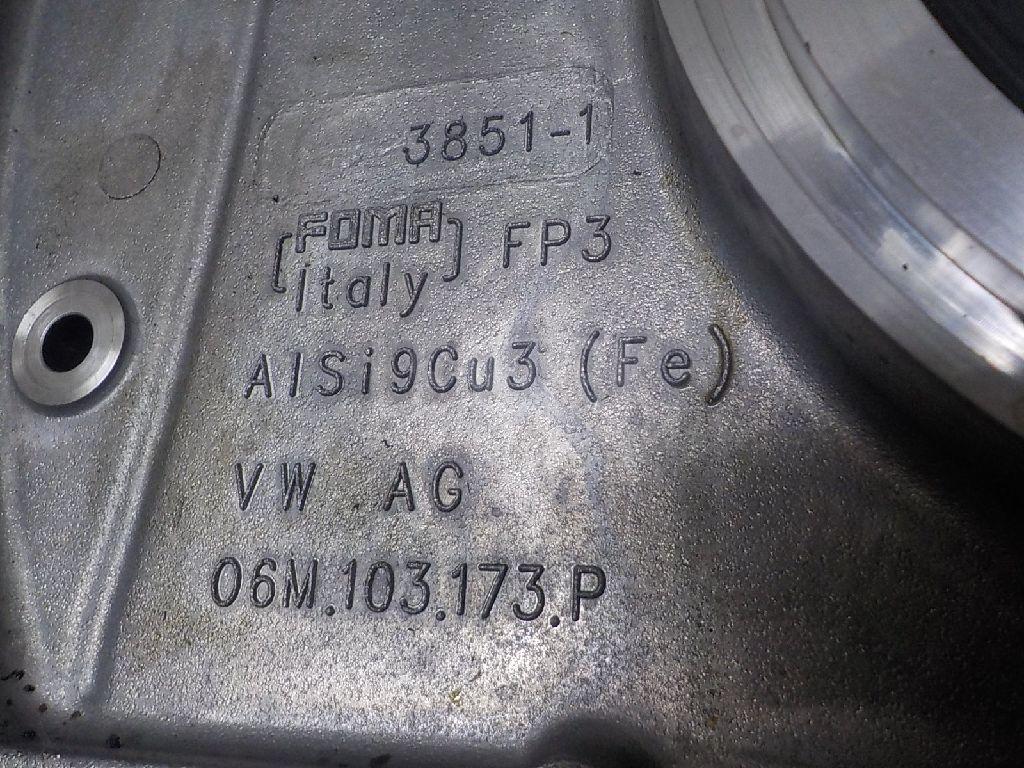 3851-1
FOMA FP3
Italy
AlSi9Cu3 (Fe)
VW AG
06M.103.173.P